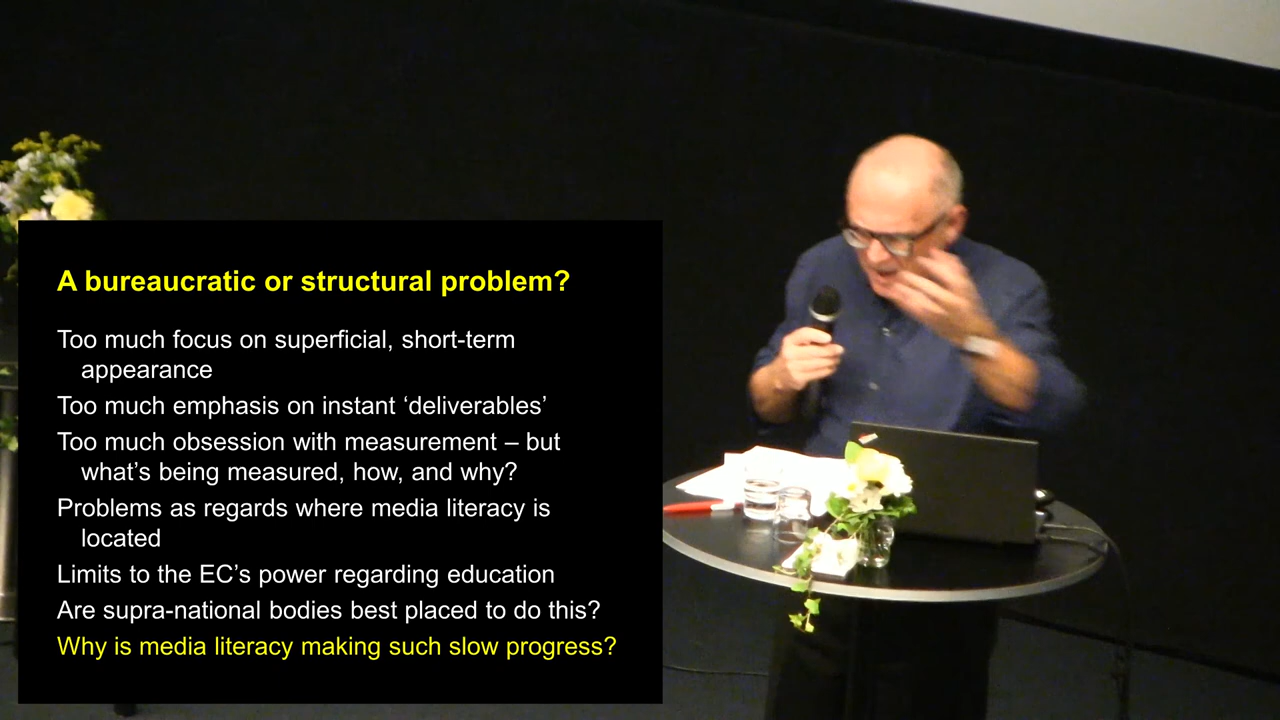 A bureaucratic or structural problem?
Too much focus on superficial, short-term
appearance
Too much emphasis on instant ‘deliverables’
Too much obsession with measurement – but
what’s being measured, how, and why?
Problems as regards where media literacy is
located
Limits to the EC’s power regarding education
Are supra-national bodies best placed to do this?
Why is media literacy making such slow progress?